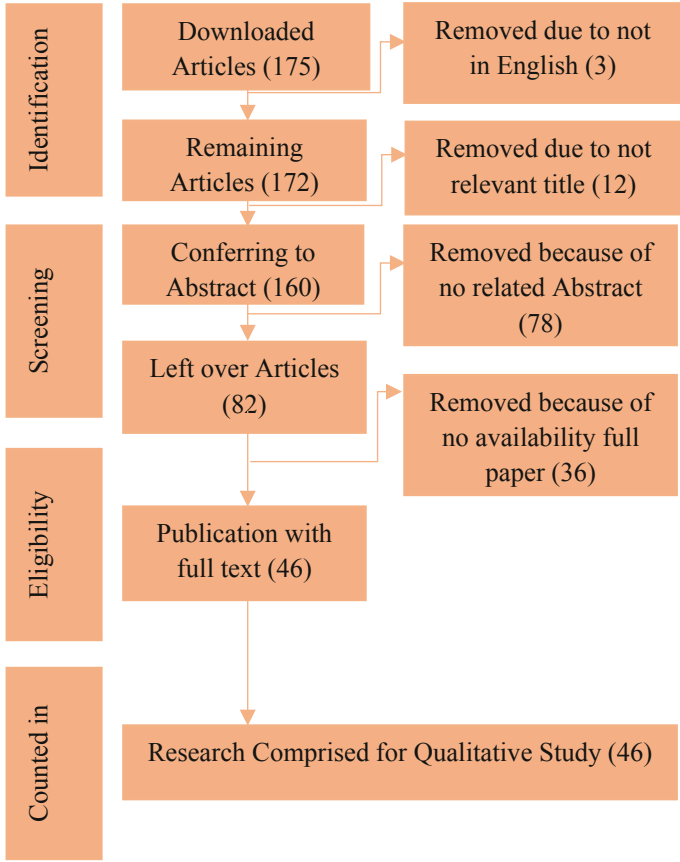 Identification
Downloaded
Articles (175)
Removed due to not
in English (3)
Remaining
Articles (172)
Removed due to not
relevant title (12)
Screening
Conferring to
Abstract (160)
Removed because of
no related Abstract
(78)
Left over Articles
(82)
Removed because of
no availability full
paper (36)
Eligibility
Publication with
full text (46)
Counted in
Research Comprised for Qualitative Study (46)